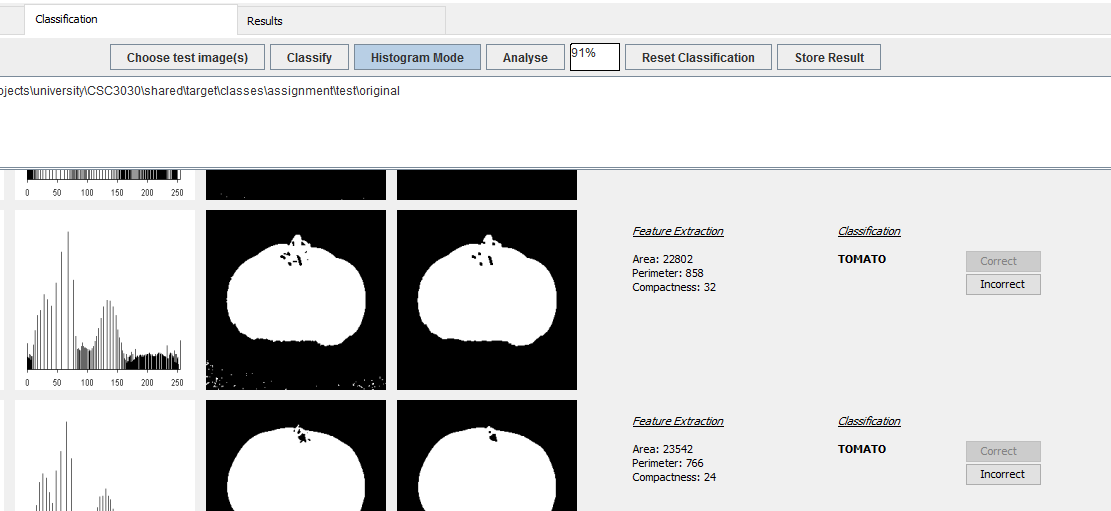 Classification Results
Choose test image(s) Classify Histogram Mode Analyse 91% Reset Classification Store Result
ojects\university\CSC3030\shared\target\classes\assignment\test\original
0 50 100 150 200 250
Feature Extraction Classification
Area: 22802 TOMATO Correct
Perimeter: 858
Compactness: 32 Incorrect
0 50 100 150 200 250
Feature Extraction Classification
Area: 23542 TOMATO Correct
Perimeter: 766
Compactness: 24 Incorrect